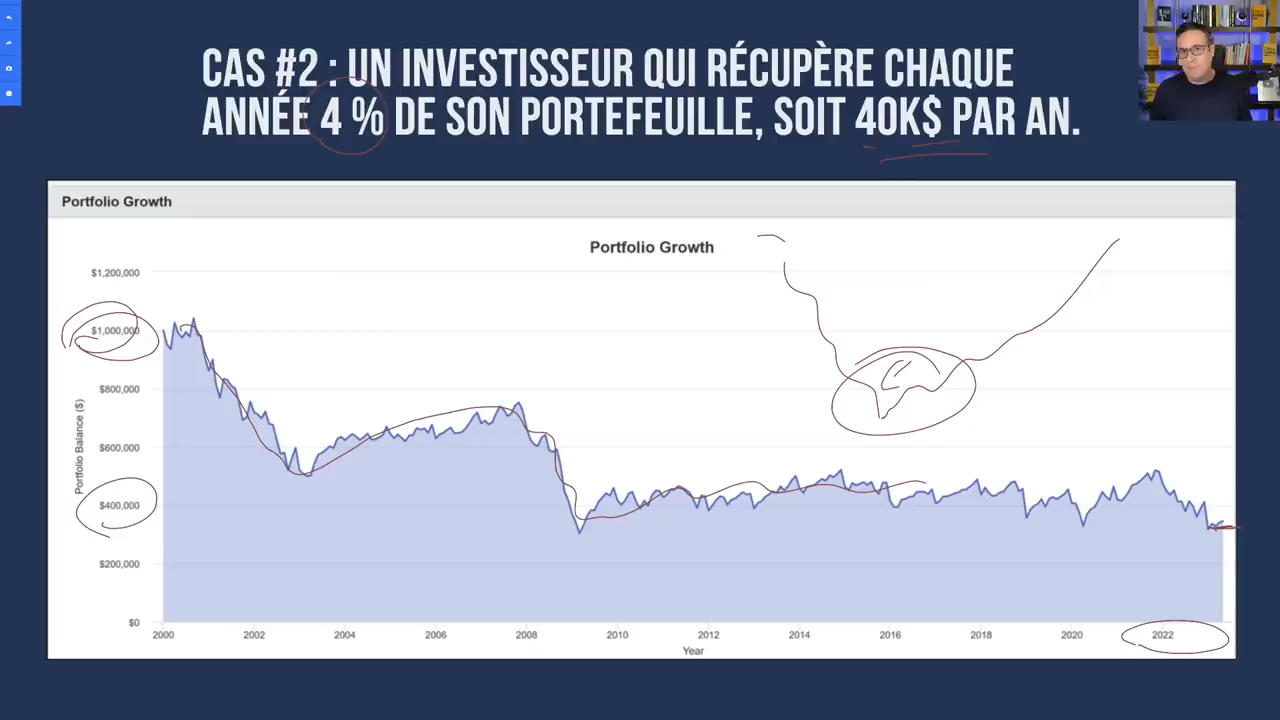 CAS #2 : UN INVESTISSEUR QUI RÉCUPÈRE CHAQUE
ANNÉE 4 % DE SON PORTEFEUILLE, SOIT 40K$ PAR AN.
Portfolio Growth
Portfolio Growth
$1,200,000
$1,000,000
$800,000
$600,000
$400,000
$200,000
$0
Portfolio Balance ($)
2000 2002 2004 2006 2008 2010 2012 2014 2016 2018 2020 2022
Year